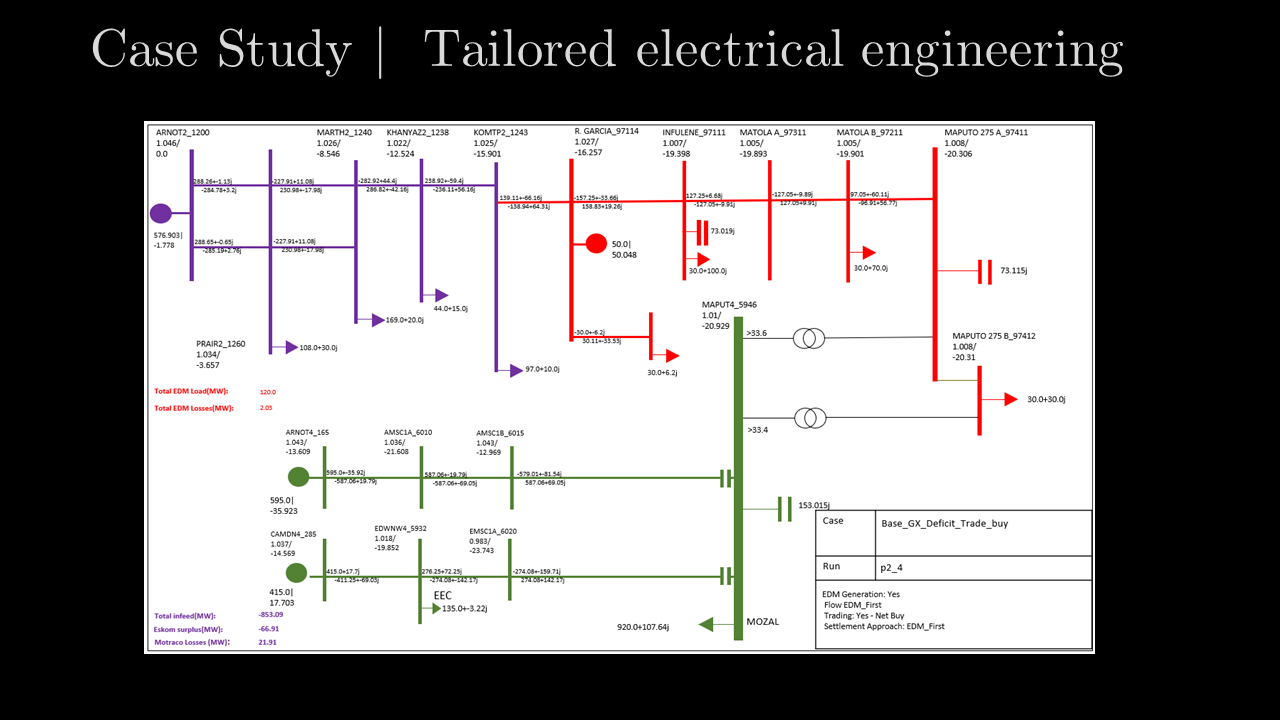 Case Study | Tailored electrical engineering
ARNOT2_1200
1.046/
0.0
MARTH2_1240
1.026/
-8.546
KHANYAZ2_1238
1.022/
-12.524
KOMTP2_1243
1.025/
-15.901
R. GARCIA_97114
1.027/
-16.257
INFULENE_97111
1.007/
-19.398
MATOLA A_97311
1.005/
-19.893
MATOLA B_97211
1.005/
-19.901
MAPUTO 275 A_97411
1.008/
-20.306
288.26+-1.13j
-284.78+3.2j
-227.91+11.08j
230.98+-17.98j
-282.92+44.4j
286.82+-42.16j
238.92+-59.4j
-236.11+56.16j
139.11+-66.16j
-138.94+64.31j
-157.25+-33.66j
158.83+19.26j
127.25+6.68j
-127.05+-9.91j
-127.05+-9.89j
127.05+9.91j
97.05+-60.11j
-96.91+56.77j
576.903|
-1.778
288.65+-0.65j
-285.19+2.76j
-227.91+11.08j
230.98+-17.98j
50.0|
50.048
73.019j
30.0+100.0j
30.0+70.0j
73.115j
44.0+15.0j
169.0+20.0j
108.0+30.0j
97.0+10.0j
PRAIR2_1260
1.034/
-3.657
-30.0+-6.2j
30.11+-33.53j
30.0+6.2j
MAPUT4_5946
1.01/
-20.929
>33.6
MAPUTO 275 B_97412
1.008/
-20.31
30.0+30.0j
>33.4
Total EDM Load(MW): 120.0
Total EDM Losses(MW): 2.03
ARNOT4_165
1.043/
-13.609
AMSC1A_6010
1.036/
-21.608
AMSC1B_6015
1.043/
-12.969
595.0+-35.92j
-587.06+19.79j
587.06+-19.79j
-587.06+-69.05j
-579.01+-81.54j
587.06+69.05j
595.0|
-35.923
153.015j
CAMDN4_285
1.037/
-14.569
EDWNW4_5932
1.018/
-19.852
EMSC1A_6020
0.983/
-23.743
415.0+17.7j
-411.25+-69.05j
276.25+72.25j
-274.08+-142.17j
-274.08+-159.71j
274.08+142.17j
415.0|
17.703
EEC
135.0+-3.22j
920.0+107.64j
MOZAL
Total infeed(MW): -853.09
Eskom surplus(MW): -66.91
Motraco Losses (MW): 21.91
Case Base_GX_Deficit_Trade_buy
Run p2_4
EDM Generation: Yes
Flow EDM_First
Trading: Yes - Net Buy
Settlement Approach: EDM_First